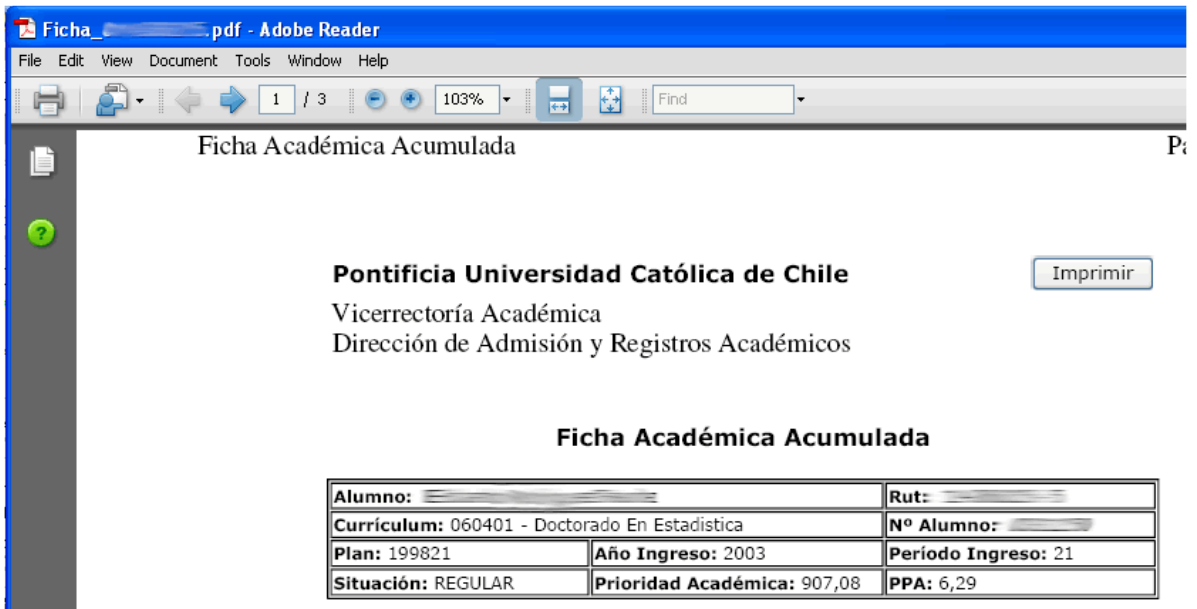 Ficha_ .pdf - Adobe Reader
File Edit View Document Tools Window Help
1 / 3 103% Find
Ficha Académica Acumulada
Pontificia Universidad Católica de Chile Imprimir
Vicerrectoría Académica
Dirección de Admisión y Registros Académicos
Ficha Académica Acumulada
Alumno: Rut:
Currículum: 060401 - Doctorado En Estadistica Nº Alumno:
Plan: 199821 Año Ingreso: 2003 Período Ingreso: 21
Situación: REGULAR Prioridad Académica: 907,08 PPA: 6,29